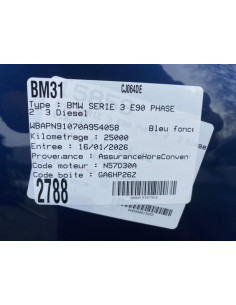 BM31 CJ064DE
Type : BMW SERIE 3 E90 PHASE
2 3 Diesel
WBAPN91070A954058 Bleu fonce
Kilometrage : 25000
Entree : 16/01/2026
Provenance : AssuranceHorsConven
Code moteur : N57D30A
Code boite : GA6HP26Z
2788